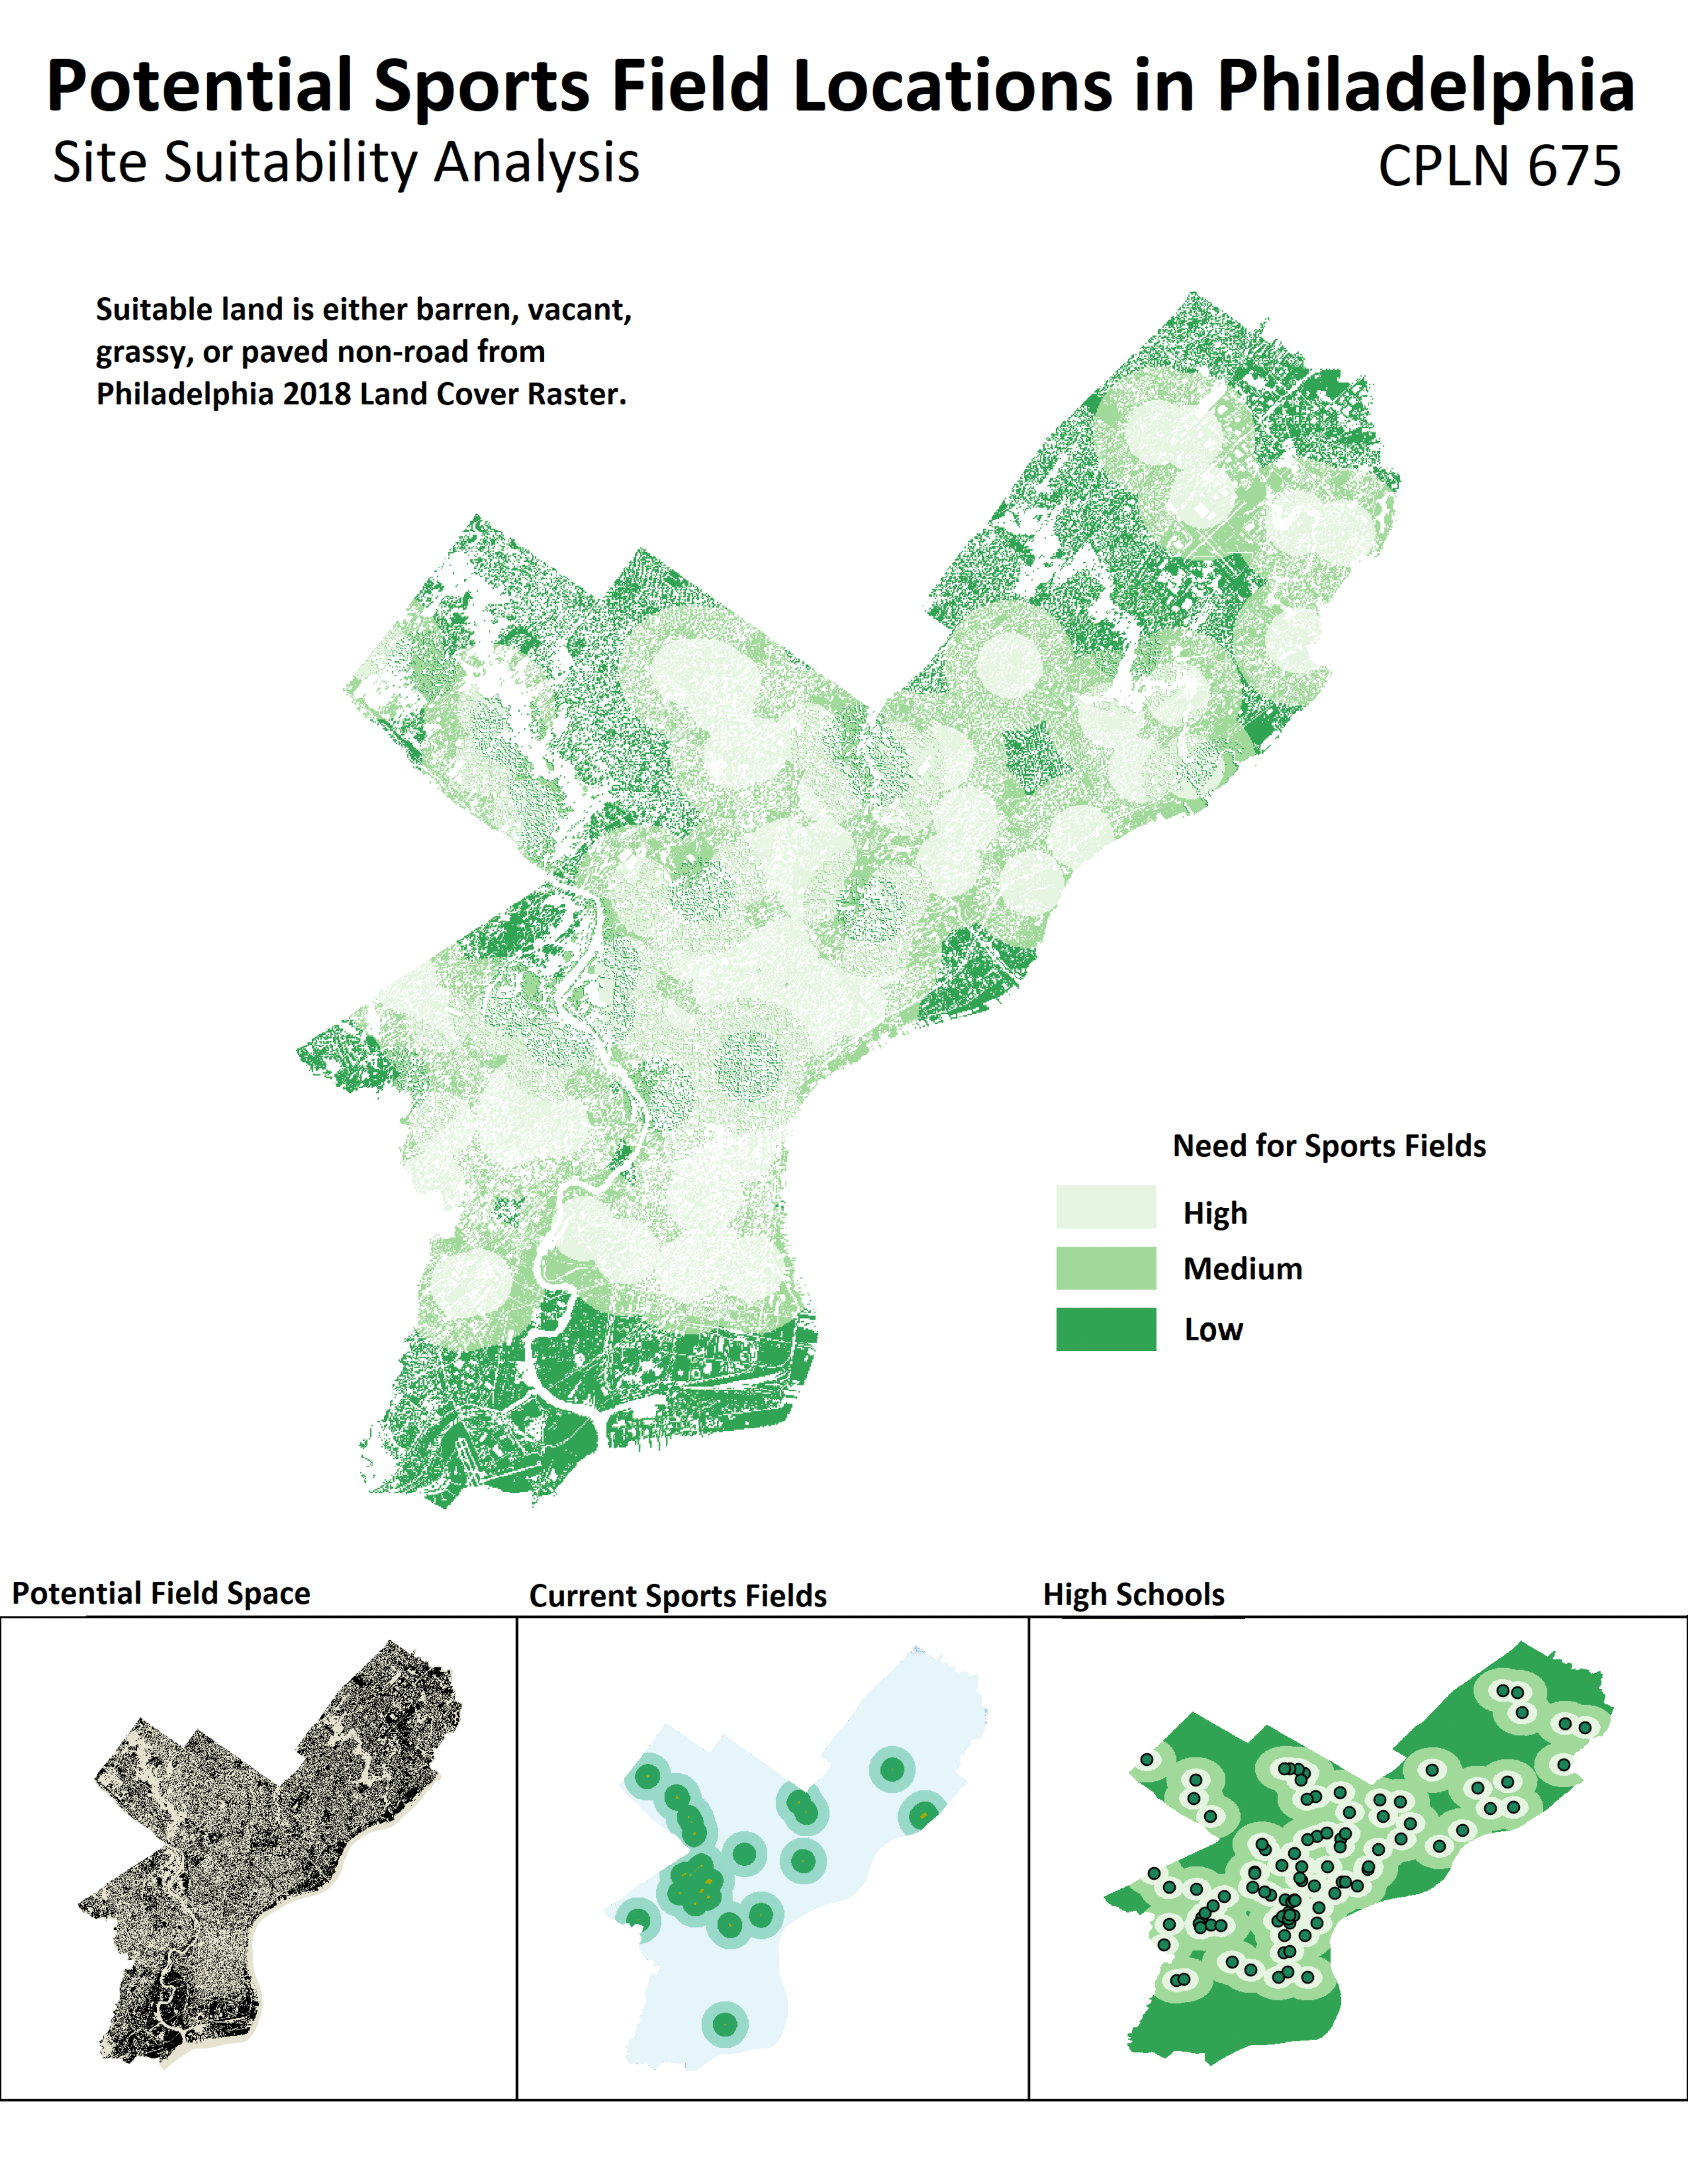 Potential Sports Field Locations in Philadelphia
Site Suitability Analysis
CPLN 675
Suitable land is either barren, vacant,
grassy, or paved non-road from
Philadelphia 2018 Land Cover Raster.
Need for Sports Fields
High
Medium
Low
Potential Field Space
Current Sports Fields
High Schools